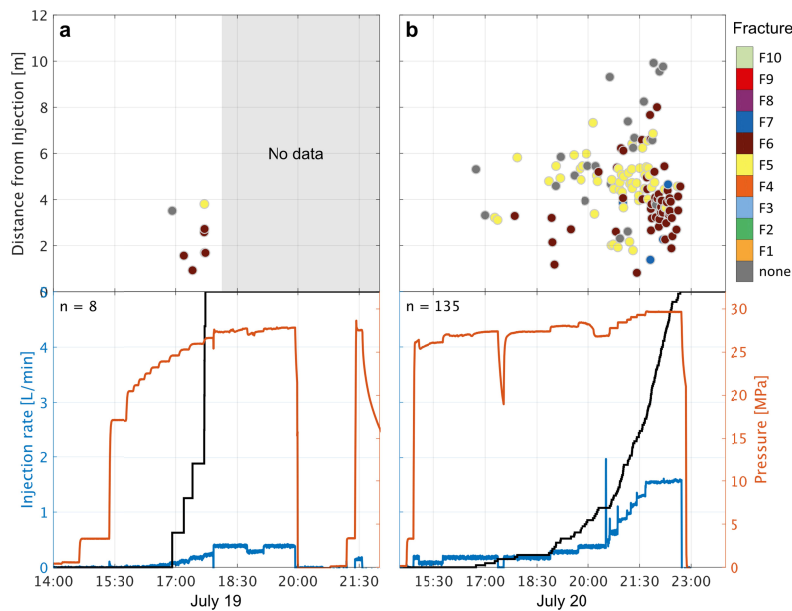 a
b
Fracture
12
10
8
6
4
2
0
Distance from Injection [m]
No data
F10
F9
F8
F7
F6
F5
F4
F3
F2
F1
none
n = 8
n = 135
5
4
3
2
1
0
Injection rate [L/min]
30
25
20
15
10
5
0
Pressure [MPa]
14:00 15:30 17:00 18:30 20:00 21:30
15:30 17:00 18:30 20:00 21:30 23:00
July 19
July 20